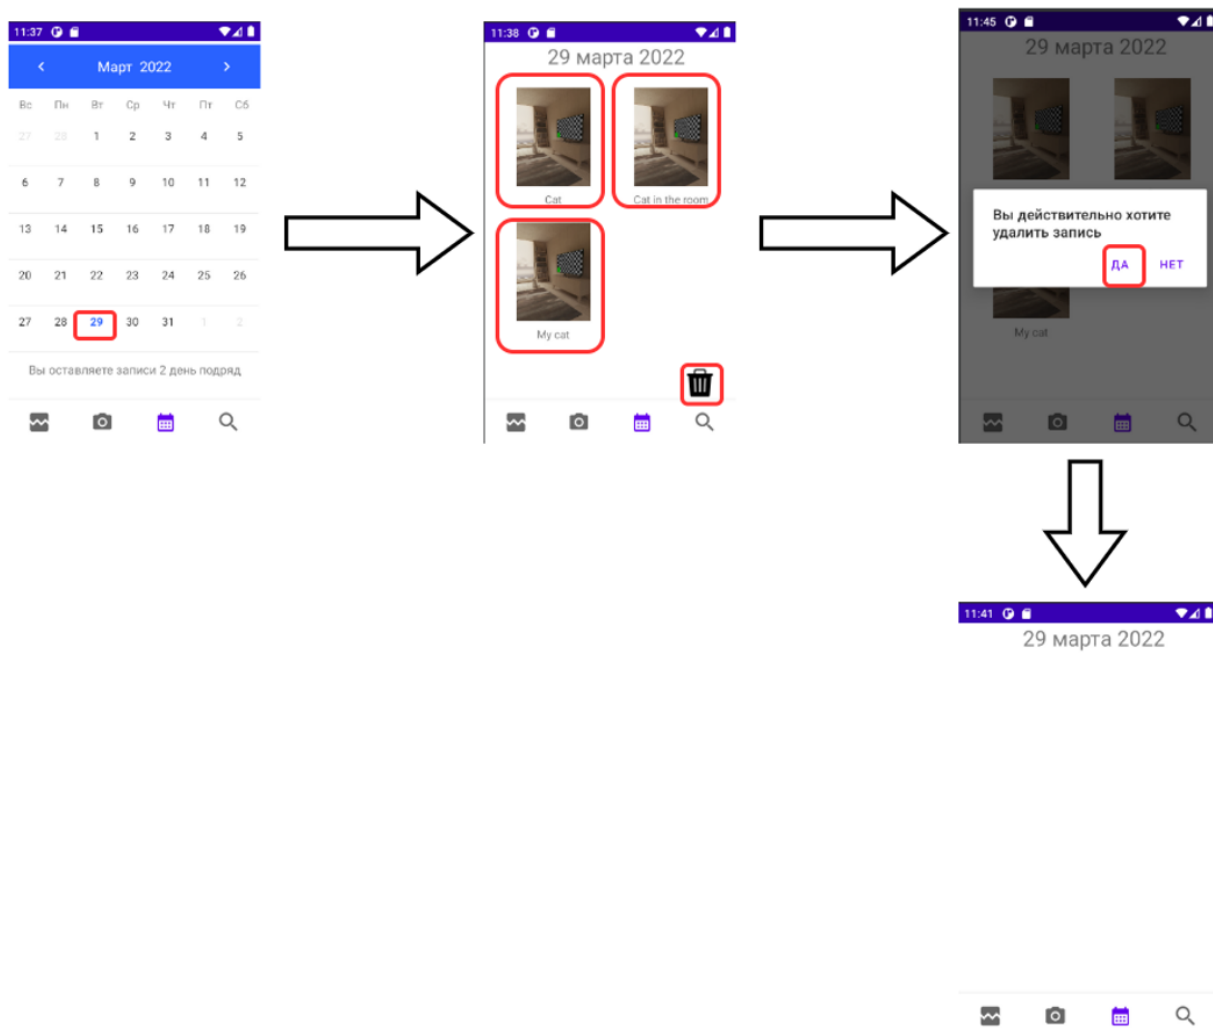 11:37
Март 2022
Вс Пн Вт Ср Чт Пт Сб
27 28 1 2 3 4 5
6 7 8 9 10 11 12
13 14 15 16 17 18 19
20 21 22 23 24 25 26
27 28 29 30 31 1 2
Вы оставляете записи 2 день подряд
11:38
29 марта 2022
Cat
Cat in the room
My cat
11:45
29 марта 2022
Вы действительно хотите
удалить запись
ДА НЕТ
My cat
11:41
29 марта 2022